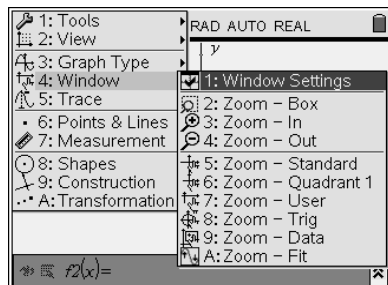 1: Tools
2: View
3: Graph Type
4: Window
5: Trace
6: Points & Lines
7: Measurement
8: Shapes
9: Construction
A: Transformation
RAD AUTO REAL
y
1: Window Settings
2: Zoom – Box
3: Zoom – In
4: Zoom – Out
5: Zoom – Standard
6: Zoom – Quadrant 1
7: Zoom – User
8: Zoom – Trig
9: Zoom – Data
A: Zoom – Fit
f2(x)=